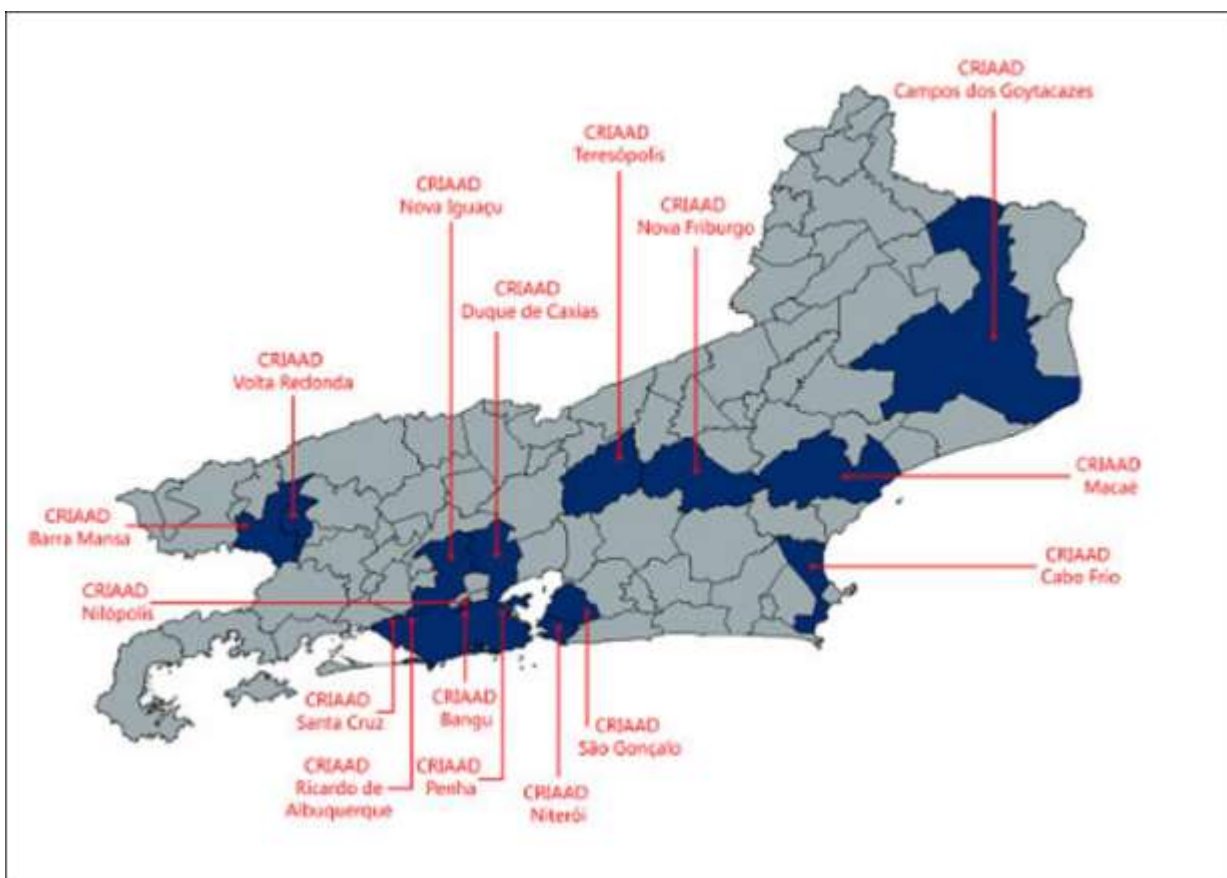 CRIAAD
Campos dos Goytacazes
CRIAAD
Teresópolis
CRIAAD
Nova Iguaçu
CRIAAD
Nova Friburgo
CRIAAD
Duque de Caxias
CRIAAD
Volta Redonda
CRIAAD
Macaé
CRIAAD
Barra Mansa
CRIAAD
Cabo Frio
CRIAAD
Nilópolis
CRIAAD
Santa Cruz
CRIAAD
Bangu
CRIAAD
São Gonçalo
CRIAAD
Ricardo de
Albuquerque
CRIAAD
Penha
CRIAAD
Niterói